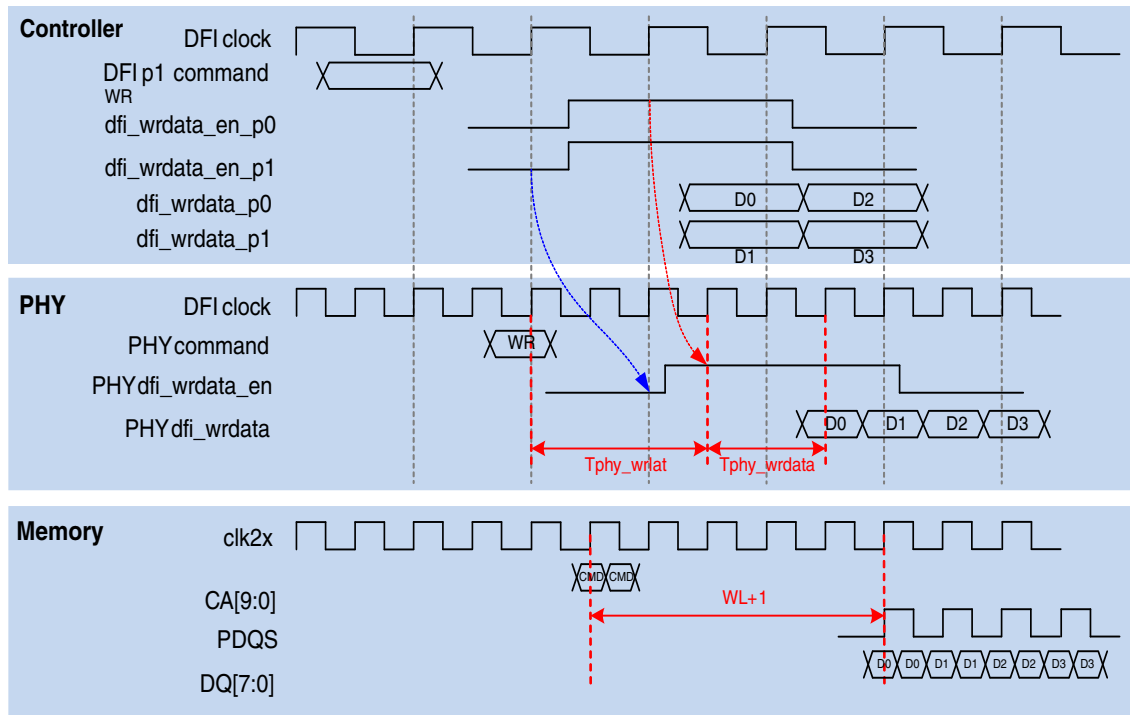 Controller
DFI clock
DFI p1 command
WR
dfi_wrdata_en_p0
dfi_wrdata_en_p1
dfi_wrdata_p0 D0 D2
dfi_wrdata_p1
D1 D3
PHY
DFI clock
PHY command WR
PHY dfi_wrdata_en
PHY dfi_wrdata D0 D1 D2 D3
Tphy_wrlat Tphy_wrdata
Memory
clk2x
CMD CMD
CA[9:0] WL+1
PDQS
DQ[7:0] D0 D0 D1 D1 D2 D2 D3 D3